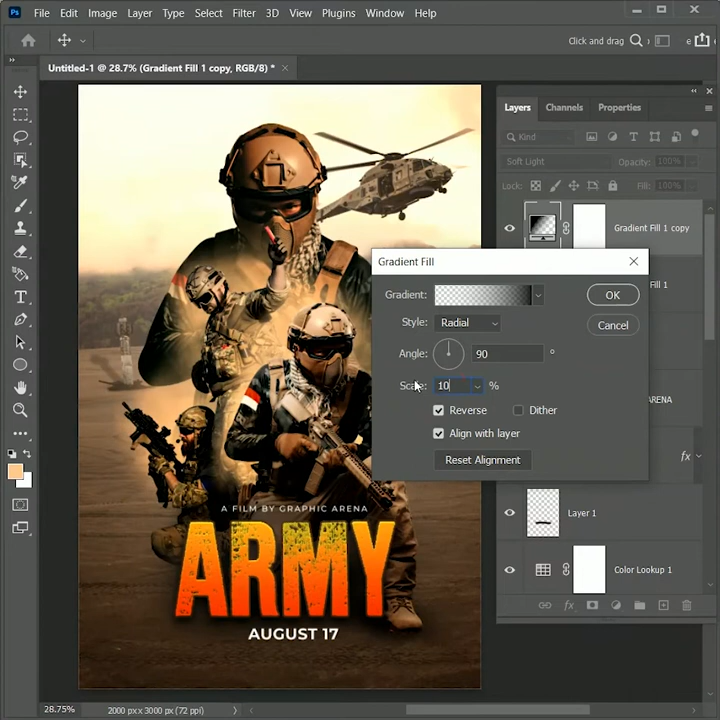 Ps File Edit Image Layer Type Select Filter 3D View Plugins Window Help
Click and drag
Untitled-1 @ 28.7% (Gradient Fill 1 copy, RGB/8) * ×
Layers Channels Properties
Kind
Soft Light Opacity: 100%
Lock: Fill: 100%
Gradient Fill 1 copy
Gradient Fill
Gradient: OK
Style: Radial Cancel
Angle: 90 °
Scale: 10 %
Reverse Dither
Align with layer
Reset Alignment
fx
A FILM BY GRAPHIC ARENA
ARMY
AUGUST 17
Layer 1
Color Lookup 1
fx
28.75% 2000 px x 3000 px (72 ppi)